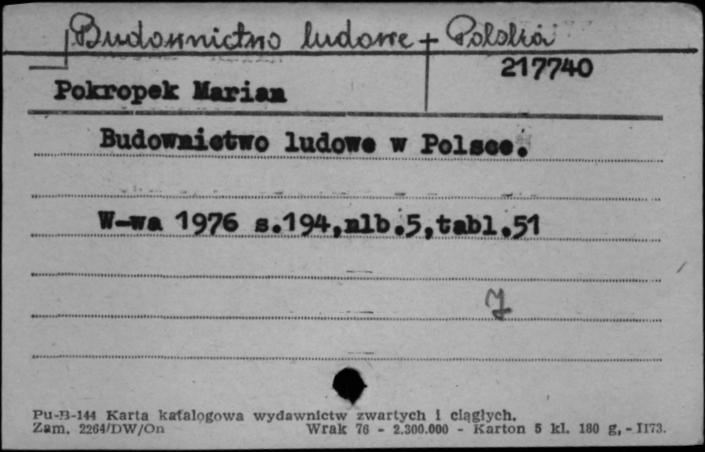 Budownictwo ludowe + Polska
217740
Pokropek Marian
Budownictwo ludowe w Polsce.
W-wa 1976 s.194,nlb.5,tabl.51
J
Pu-B-144 Karta katalogowa wydawnictw zwartych i ciągłych.
Zam. 2264/DW/On Wrak 76 - 2.300.000 - Karton 5 kl. 180 g, - I173.